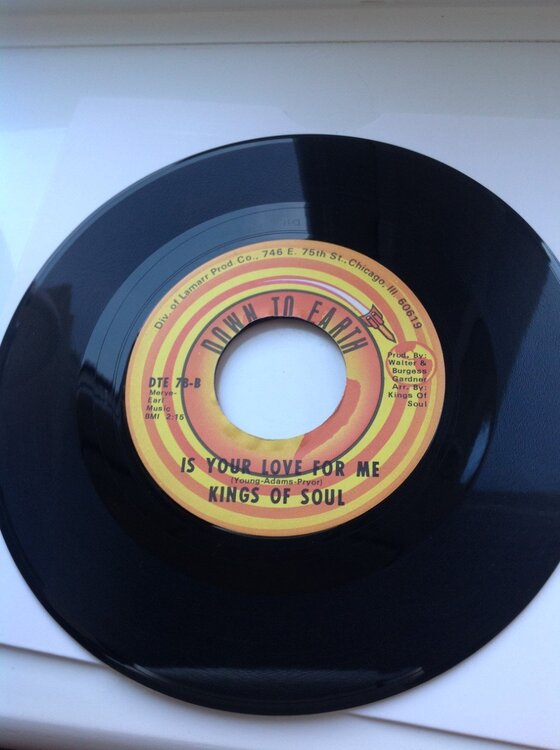 Div. of Lamarr Prod. Co., 746 E. 75th St., Chicago, Ill. 60619
DOWN TO EARTH
DTE 78-B
Merye-
Earl
Music
BMI 2:15
Prod. By:
Walter &
Burgess
Gardner
Arr. By:
Kings Of
Soul
IS YOUR LOVE FOR ME
(Young-Adams-Pryor)
KINGS OF SOUL